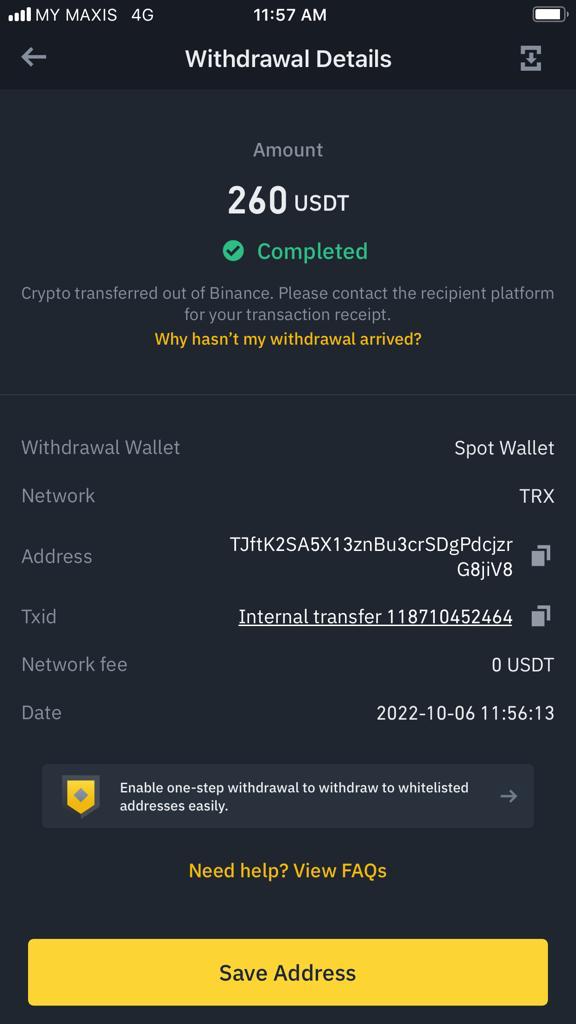 MY MAXIS 4G 11:57 AM
Withdrawal Details
Amount
260 USDT
Completed
Crypto transferred out of Binance. Please contact the recipient platform
for your transaction receipt.
Why hasn't my withdrawal arrived?
Withdrawal Wallet Spot Wallet
Network TRX
Address TJftK2SA5X13znBu3crSDgPdcjzr
G8jiV8
Txid Internal transfer 118710452464
Network fee 0 USDT
Date 2022-10-06 11:56:13
Enable one-step withdrawal to withdraw to whitelisted
addresses easily.
Need help? View FAQs
Save Address